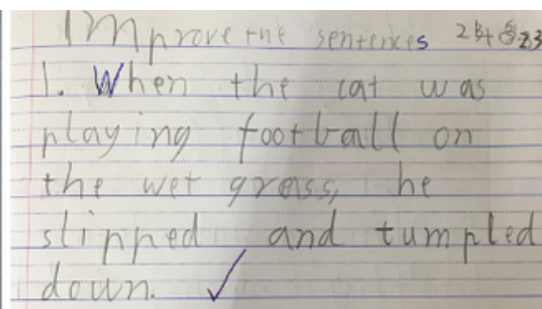 Improve the sentences
1. When the cat was
playing football on
the wet grass, he
slipped and tumpled
down.